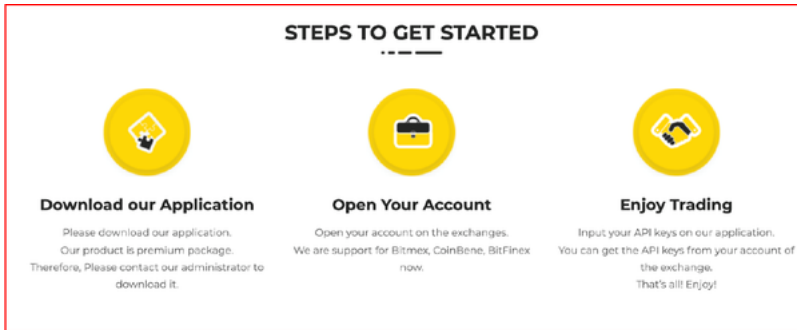 STEPS TO GET STARTED
Download our Application
Please download our application.
Our product is premium package.
Therefore, Please contact our administrator to
download it.
Open Your Account
Open your account on the exchanges.
We are support for Bitmex, CoinBene, BitFinex
now.
Enjoy Trading
Input your API keys on our application.
You can get the API keys from your account of
the exchange.
That's all! Enjoy!